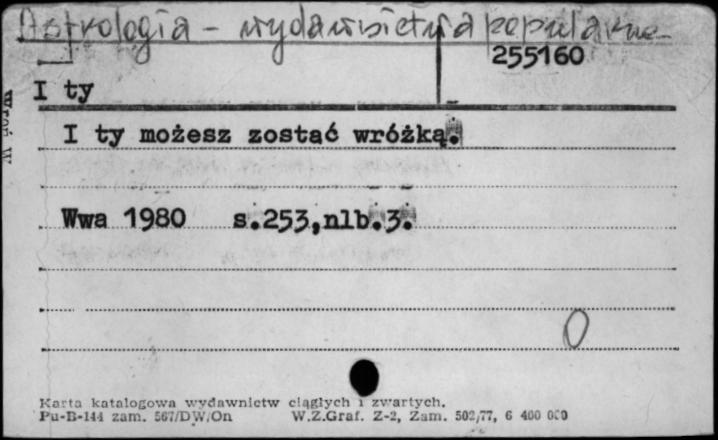 Astrologia - wydawnictwa popularne
255160
I ty
I ty możesz zostać wróżką.
Wwa 1980 s.253,nlb.3.
0
Karta katalogowa wydawnictw ciągłych i zwartych.
Pu-B-144 zam. 567/DW/On W.Z.Graf. Z-2, Zam. 502/77, 6 400 000